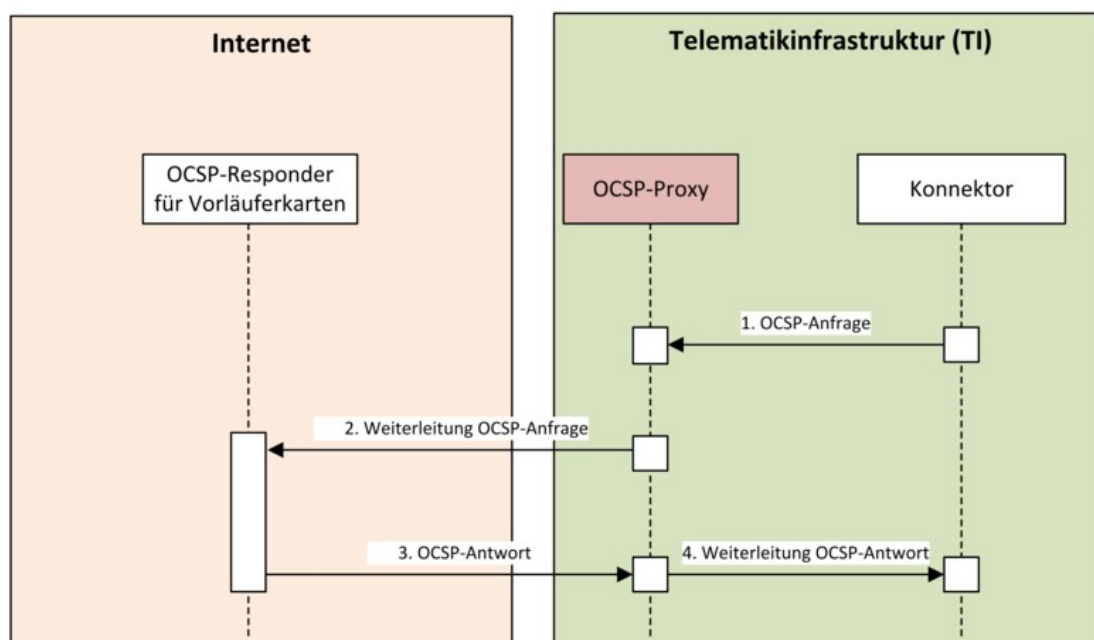 Internet
Telematikinfrastruktur (TI)
OCSP-Responder
für Vorläuferkarten
OCSP-Proxy
Konnektor
1. OCSP-Anfrage
2. Weiterleitung OCSP-Anfrage
3. OCSP-Antwort
4. Weiterleitung OCSP-Antwort